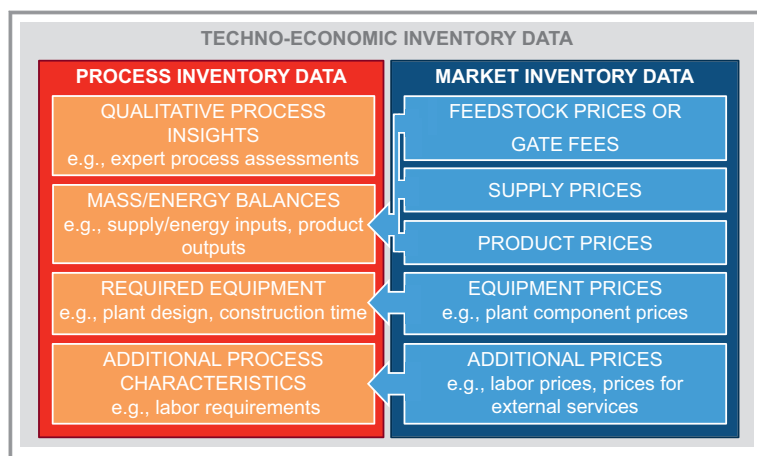 TECHNO-ECONOMIC INVENTORY DATA
PROCESS INVENTORY DATA
QUALITATIVE PROCESS
INSIGHTS
e.g., expert process assessments
MASS/ENERGY BALANCES
e.g., supply/energy inputs, product
outputs
REQUIRED EQUIPMENT
e.g., plant design, construction time
ADDITIONAL PROCESS
CHARACTERISTICS
e.g., labor requirements
MARKET INVENTORY DATA
FEEDSTOCK PRICES OR
GATE FEES
SUPPLY PRICES
PRODUCT PRICES
EQUIPMENT PRICES
e.g., plant component prices
ADDITIONAL PRICES
e.g., labor prices, prices for
external services